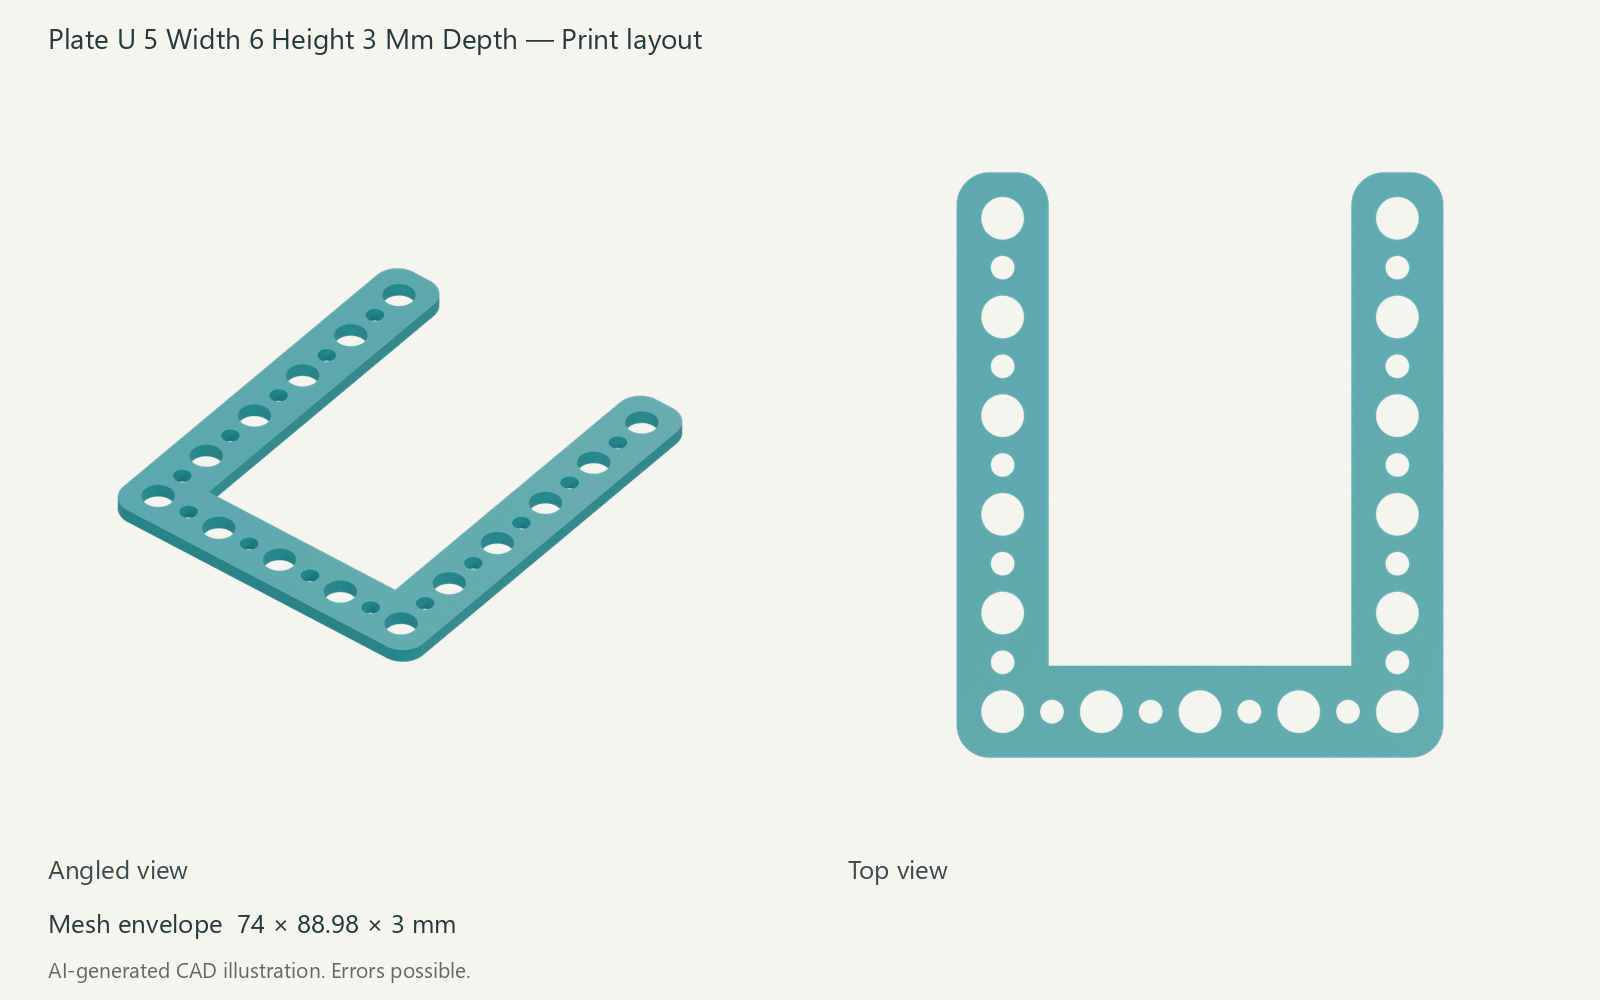 Plate U 5 Width 6 Height 3 Mm Depth — Print layout
Angled view
Top view
Mesh envelope  74 × 88.98 × 3 mm
AI-generated CAD illustration. Errors possible.